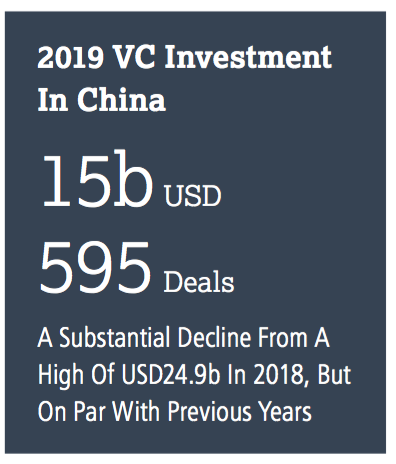 2019 VC Investment
In China
15b USD
595 Deals
A Substantial Decline From A
High Of USD24.9b In 2018, But
On Par With Previous Years